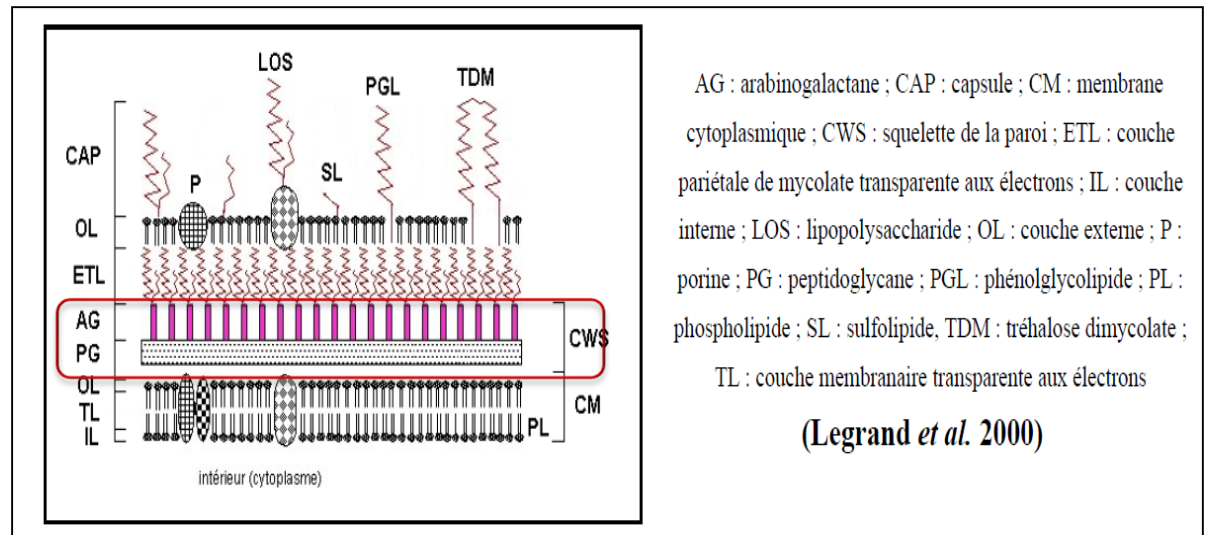 LOS
PGL
TDM
CAP
P
SL
OL
ETL
AG
CWS
PG
OL
TL
CM
IL
PL
intérieur (cytoplasme)
AG : arabinogalactane ; CAP : capsule ; CM : membrane
cytoplasmique ; CWS : squelette de la paroi ; ETL : couche
pariétale de mycolate transparente aux électrons ; IL : couche
interne ; LOS : lipopolysaccharide ; OL : couche externe ; P :
porine ; PG : peptidoglycane ; PGL : phénolglycolipide ; PL :
phospholipide ; SL : sulfolipide, TDM : tréhalose dimycolate ;
TL : couche membranaire transparente aux électrons
(Legrand et al. 2000)